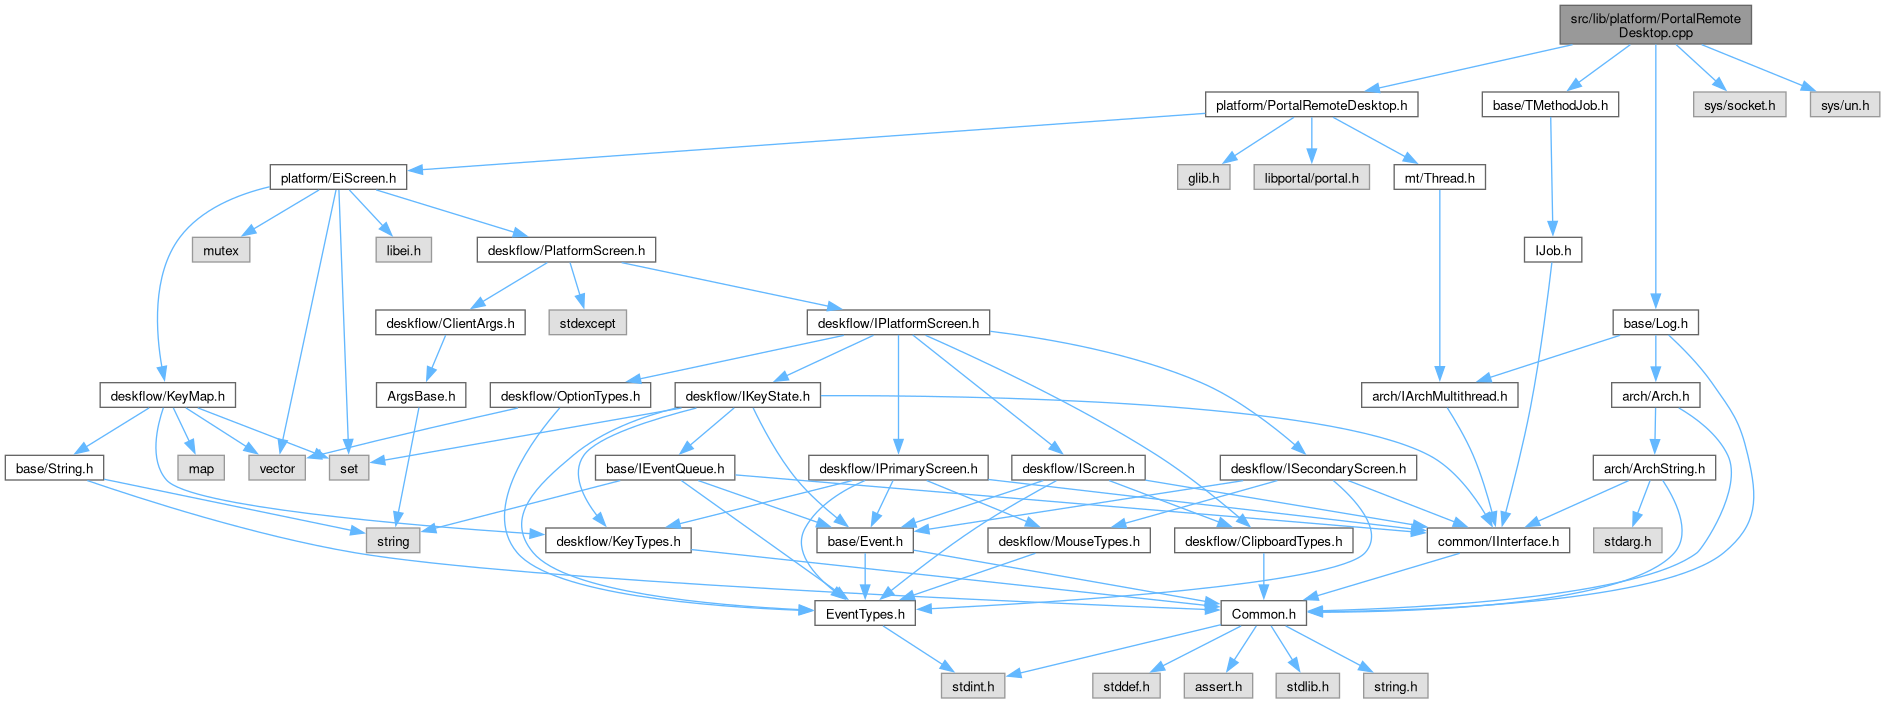 src/lib/platform/PortalRemote
Desktop.cpp
platform/PortalRemoteDesktop.h
base/TMethodJob.h
sys/socket.h
sys/un.h
platform/EiScreen.h
glib.h
libportal/portal.h
mt/Thread.h
mutex
libei.h
deskflow/PlatformScreen.h
IJob.h
deskflow/ClientArgs.h
stdexcept
deskflow/IPlatformScreen.h
base/Log.h
deskflow/KeyMap.h
ArgsBase.h
deskflow/OptionTypes.h
deskflow/IKeyState.h
arch/IArchMultithread.h
arch/Arch.h
base/String.h
map
vector
set
base/IEventQueue.h
deskflow/IPrimaryScreen.h
deskflow/IScreen.h
deskflow/ISecondaryScreen.h
arch/ArchString.h
string
deskflow/KeyTypes.h
base/Event.h
deskflow/MouseTypes.h
deskflow/ClipboardTypes.h
common/IInterface.h
stdarg.h
EventTypes.h
Common.h
stdint.h
stddef.h
assert.h
stdlib.h
string.h